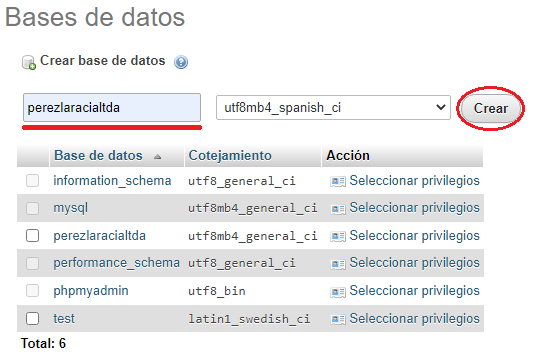 Bases de datos
Crear base de datos
perezlaracialtda utf8mb4_spanish_ci Crear
Base de datos Cotejamiento Acción
information_schema utf8_general_ci Seleccionar privilegios
mysql utf8mb4_general_ci Seleccionar privilegios
perezlaracialtda utf8mb4_general_ci Seleccionar privilegios
performance_schema utf8_general_ci Seleccionar privilegios
phpmyadmin utf8_bin Seleccionar privilegios
test latin1_swedish_ci Seleccionar privilegios
Total: 6